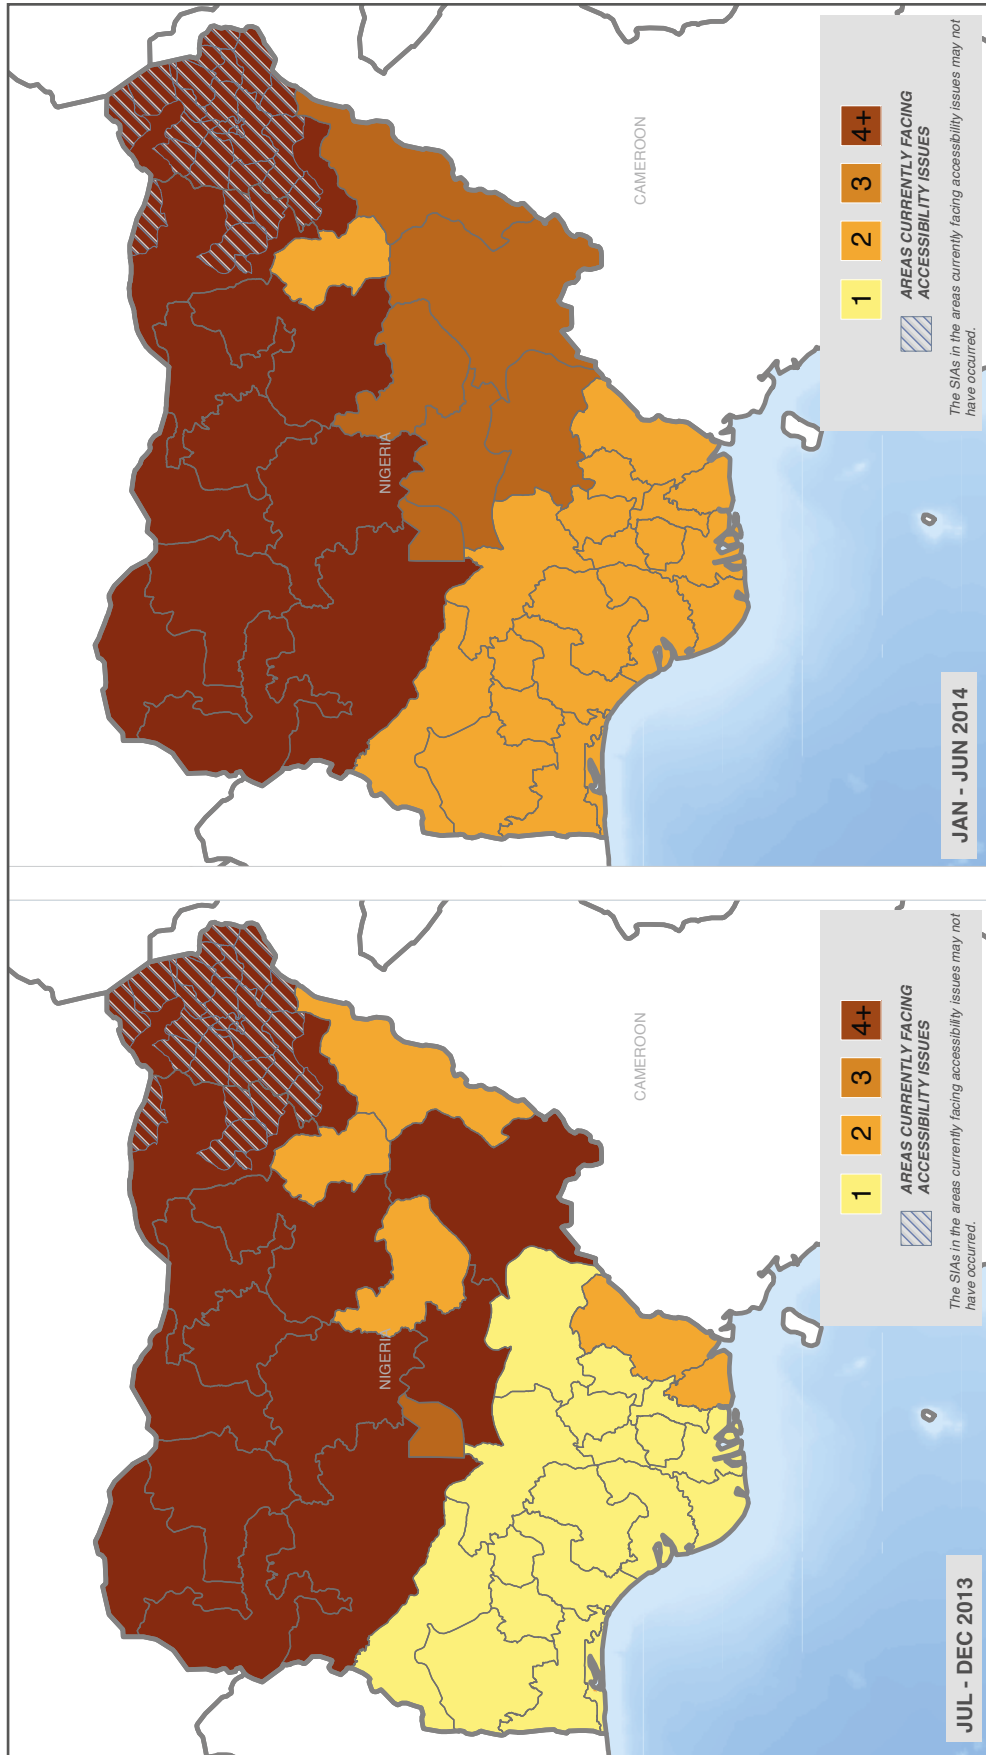 NIGERIA
CAMEROON
1 2 3 4+
AREAS CURRENTLY FACING
ACCESSIBILITY ISSUES
The SIAs in the areas currently facing accessibility issues may not
have occurred.
JUL - DEC 2013
NIGERIA
CAMEROON
1 2 3 4+
AREAS CURRENTLY FACING
ACCESSIBILITY ISSUES
The SIAs in the areas currently facing accessibility issues may not
have occurred.
JAN - JUN 2014